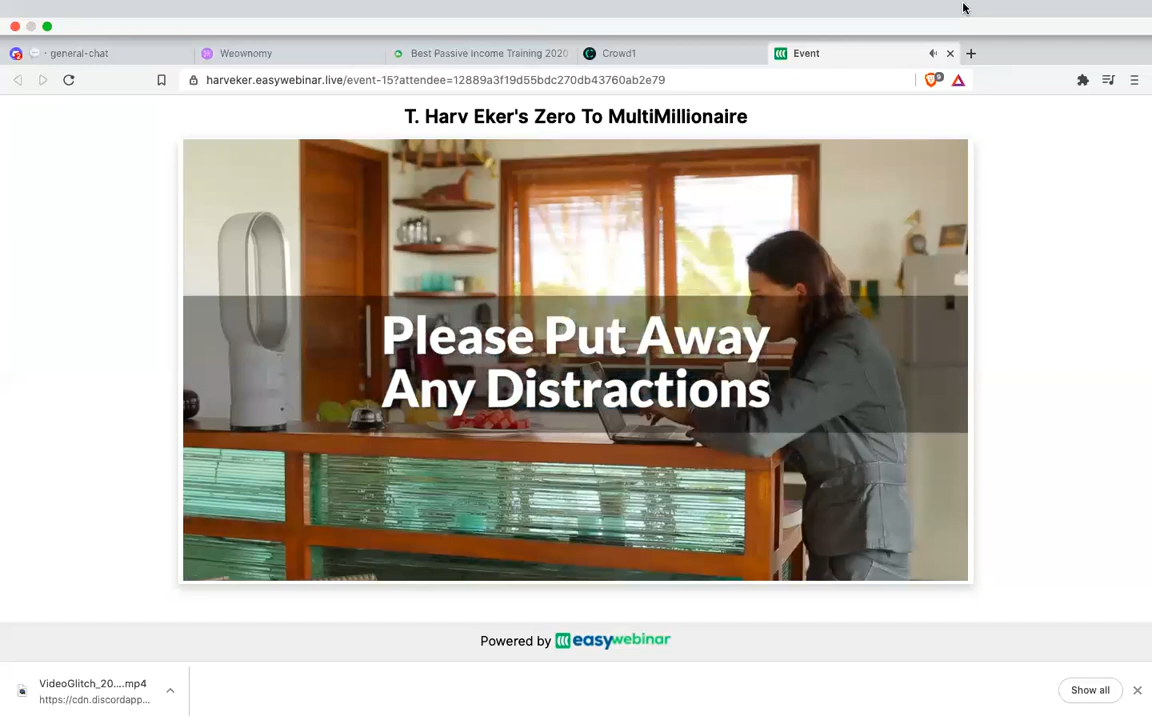 general-chat
Weownomy
Best Passive Income Training 2020
Crowd1
Event
harveker.easywebinar.live/event-15?attendee=12889a3f19d55bdc270db43760ab2e79
T. Harv Eker's Zero To MultiMillionaire
Please Put Away
Any Distractions
Powered by easywebinar
VideoGlitch_20....mp4
https://cdn.discordapp...
Show all